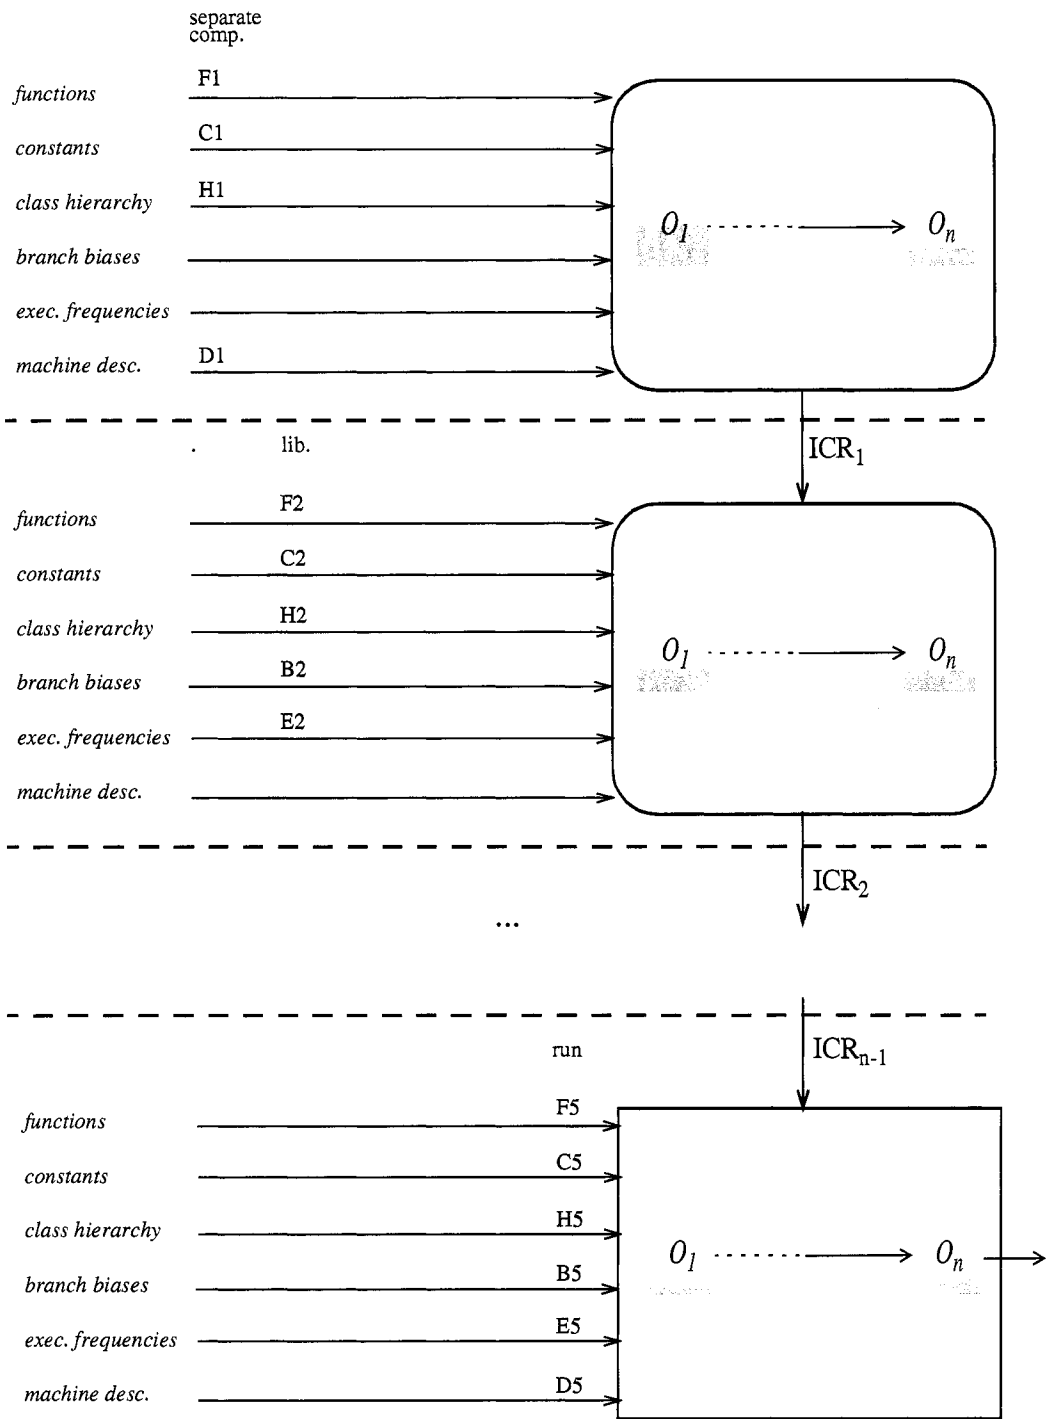 separate
comp.
functions F1
constants C1
class hierarchy H1
O1 On
branch biases
exec. frequencies
machine desc. D1
. lib. ICR1
functions F2
constants C2
class hierarchy H2
O1 On
branch biases B2
exec. frequencies E2
machine desc.
ICR2
...
run ICRn-1
functions F5
constants C5
class hierarchy H5
O1 On
branch biases B5
exec. frequencies E5
machine desc. D5